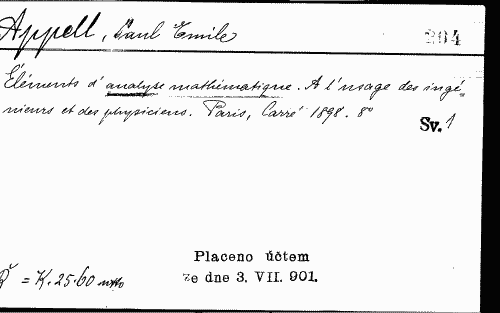 Appell, Paul Emile
204
Éléments d'analyse mathématique. A l'usage des ingé-
nieurs et des physiciens. Paris, Carré 1898. 8°
Sv. 1
Placeno účtem
ze dne 3. VII. 901.
= K. 25·60